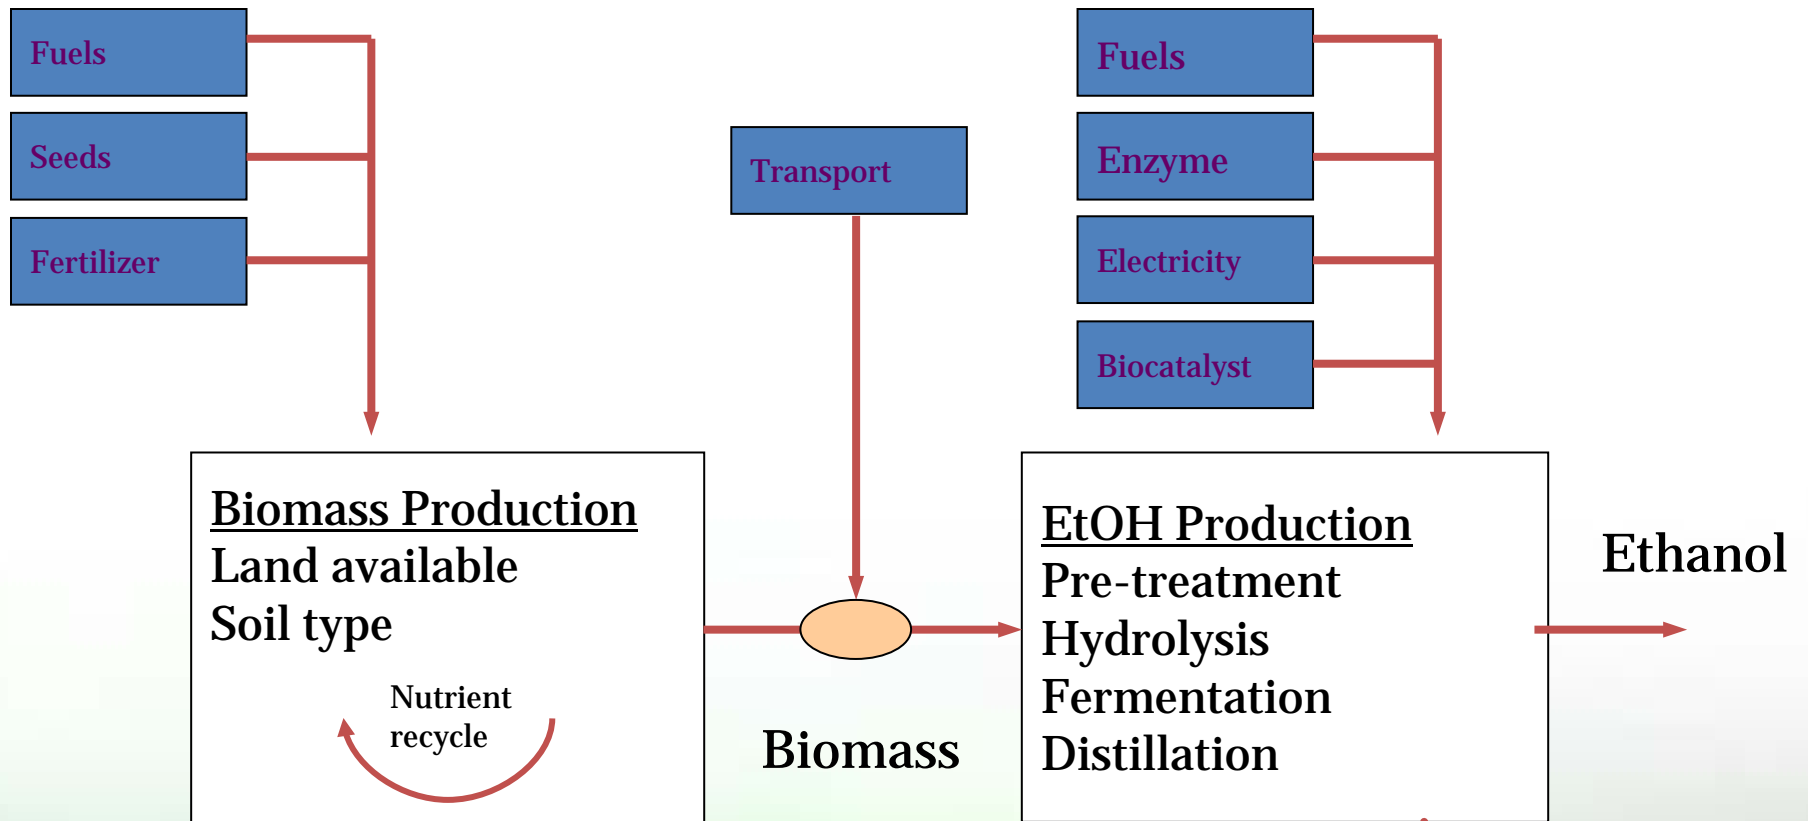 Fuels
Seeds
Fertilizer
Transport
Fuels
Enzyme
Electricity
Biocatalyst
Biomass Production
Land available
Soil type
Nutrient
recycle
Biomass
EtOH Production
Pre-treatment
Hydrolysis
Fermentation
Distillation
Ethanol